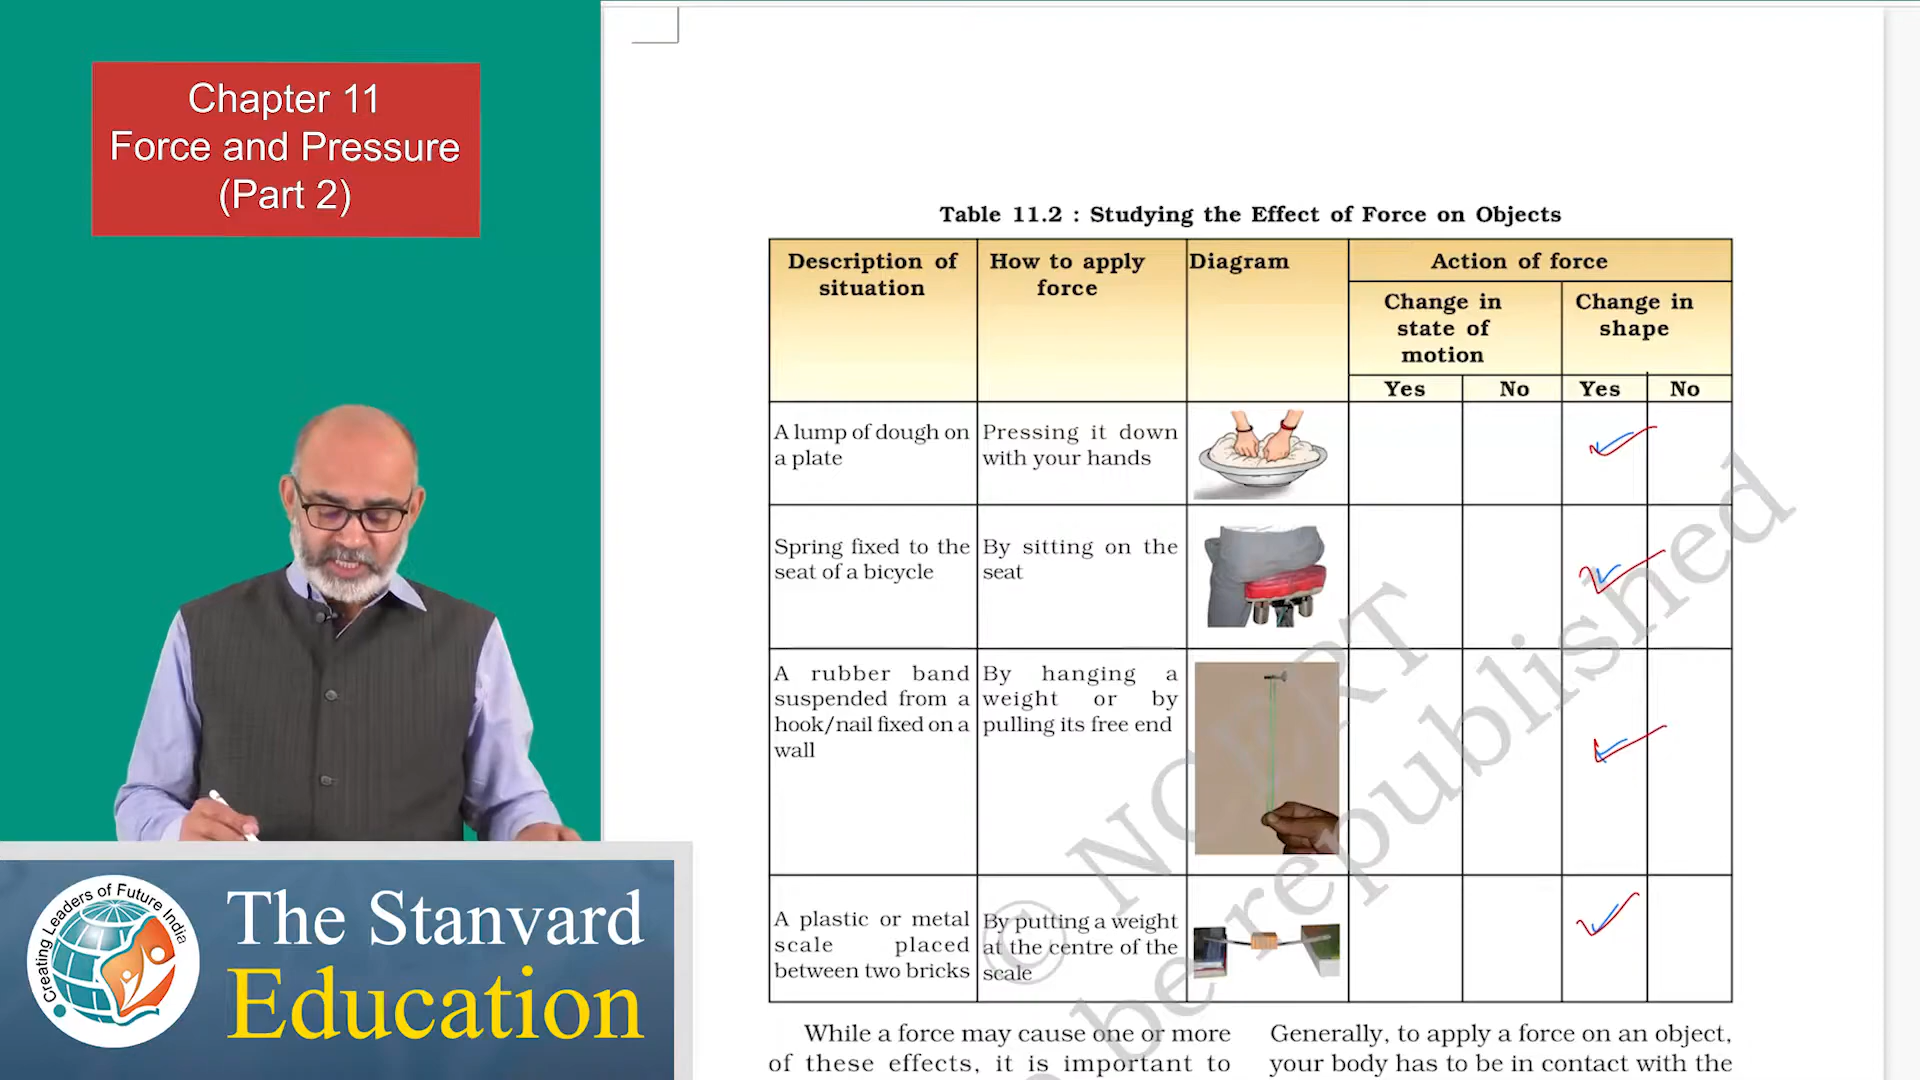 Chapter 11
Force and Pressure
(Part 2)
Table 11.2 : Studying the Effect of Force on Objects
Description of
situation
How to apply
force
Diagram
Action of force
Change in
state of
motion
Change in
shape
Yes
No
Yes
No
A lump of dough on
a plate
Pressing it down
with your hands
Spring fixed to the
seat of a bicycle
By sitting on the
seat
A rubber band
suspended from a
hook/nail fixed on a
wall
By hanging a
weight or by
pulling its free end
A plastic or metal
scale placed
between two bricks
By putting a weight
at the centre of the
scale
While a force may cause one or more
of these effects, it is important to
Generally, to apply a force on an object,
your body has to be in contact with the
© NCERT
be republished
Creating Leaders of Future India
The Stanvard
Education